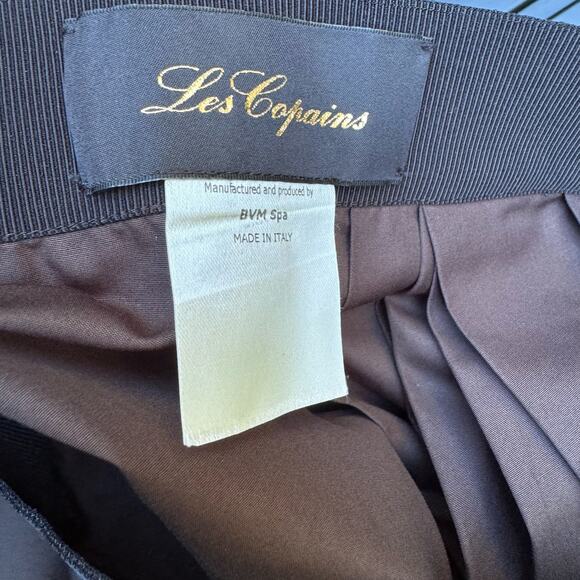 Les Copains
Manufactured and produced by
BVM Spa
MADE IN ITALY